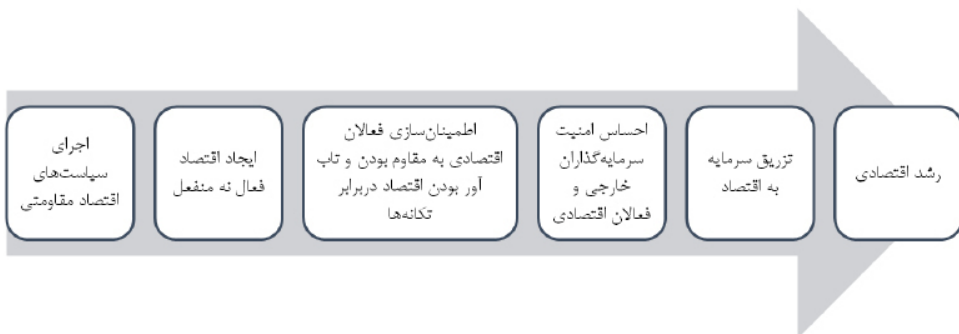 اجرای
سیاست‌های
اقتصاد مقاومتی
ایجاد اقتصاد
فعال نه منفعل
اطمینان‌سازی فعالان
اقتصادی به مقاوم بودن و تاب
آور بودن اقتصاد دربرابر
تکانه‌ها
احساس امنیت
سرمایه‌گذاران
خارجی و
فعالان اقتصادی
تزریق سرمایه
به اقتصاد
رشد اقتصادی